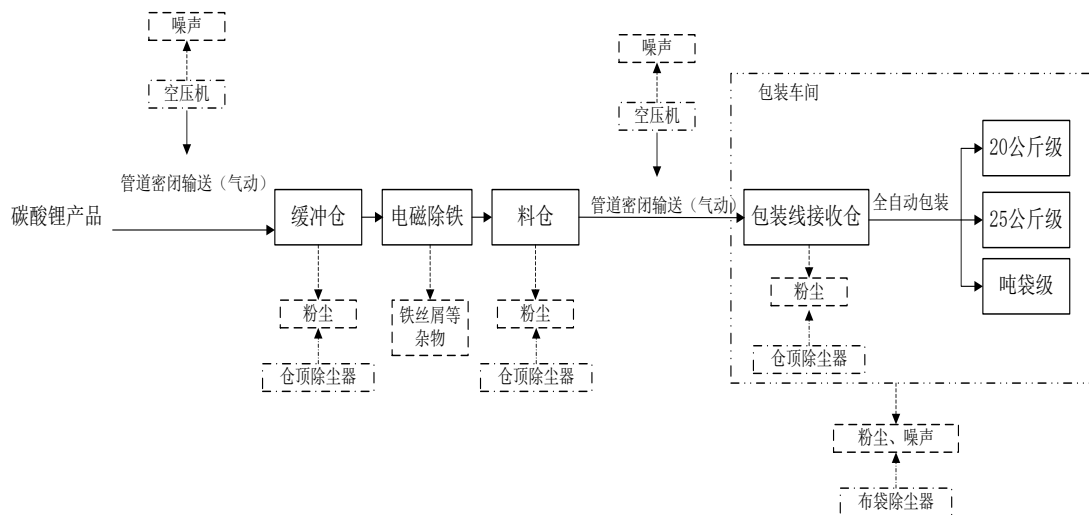 噪声
空压机
管道密闭输送（气动）
碳酸锂产品
缓冲仓
电磁除铁
料仓
粉尘
铁丝屑等
杂物
粉尘
仓顶除尘器
仓顶除尘器
噪声
空压机
管道密闭输送（气动）
包装车间
包装线接收仓
全自动包装
20公斤级
25公斤级
吨袋级
粉尘
仓顶除尘器
粉尘、噪声
布袋除尘器